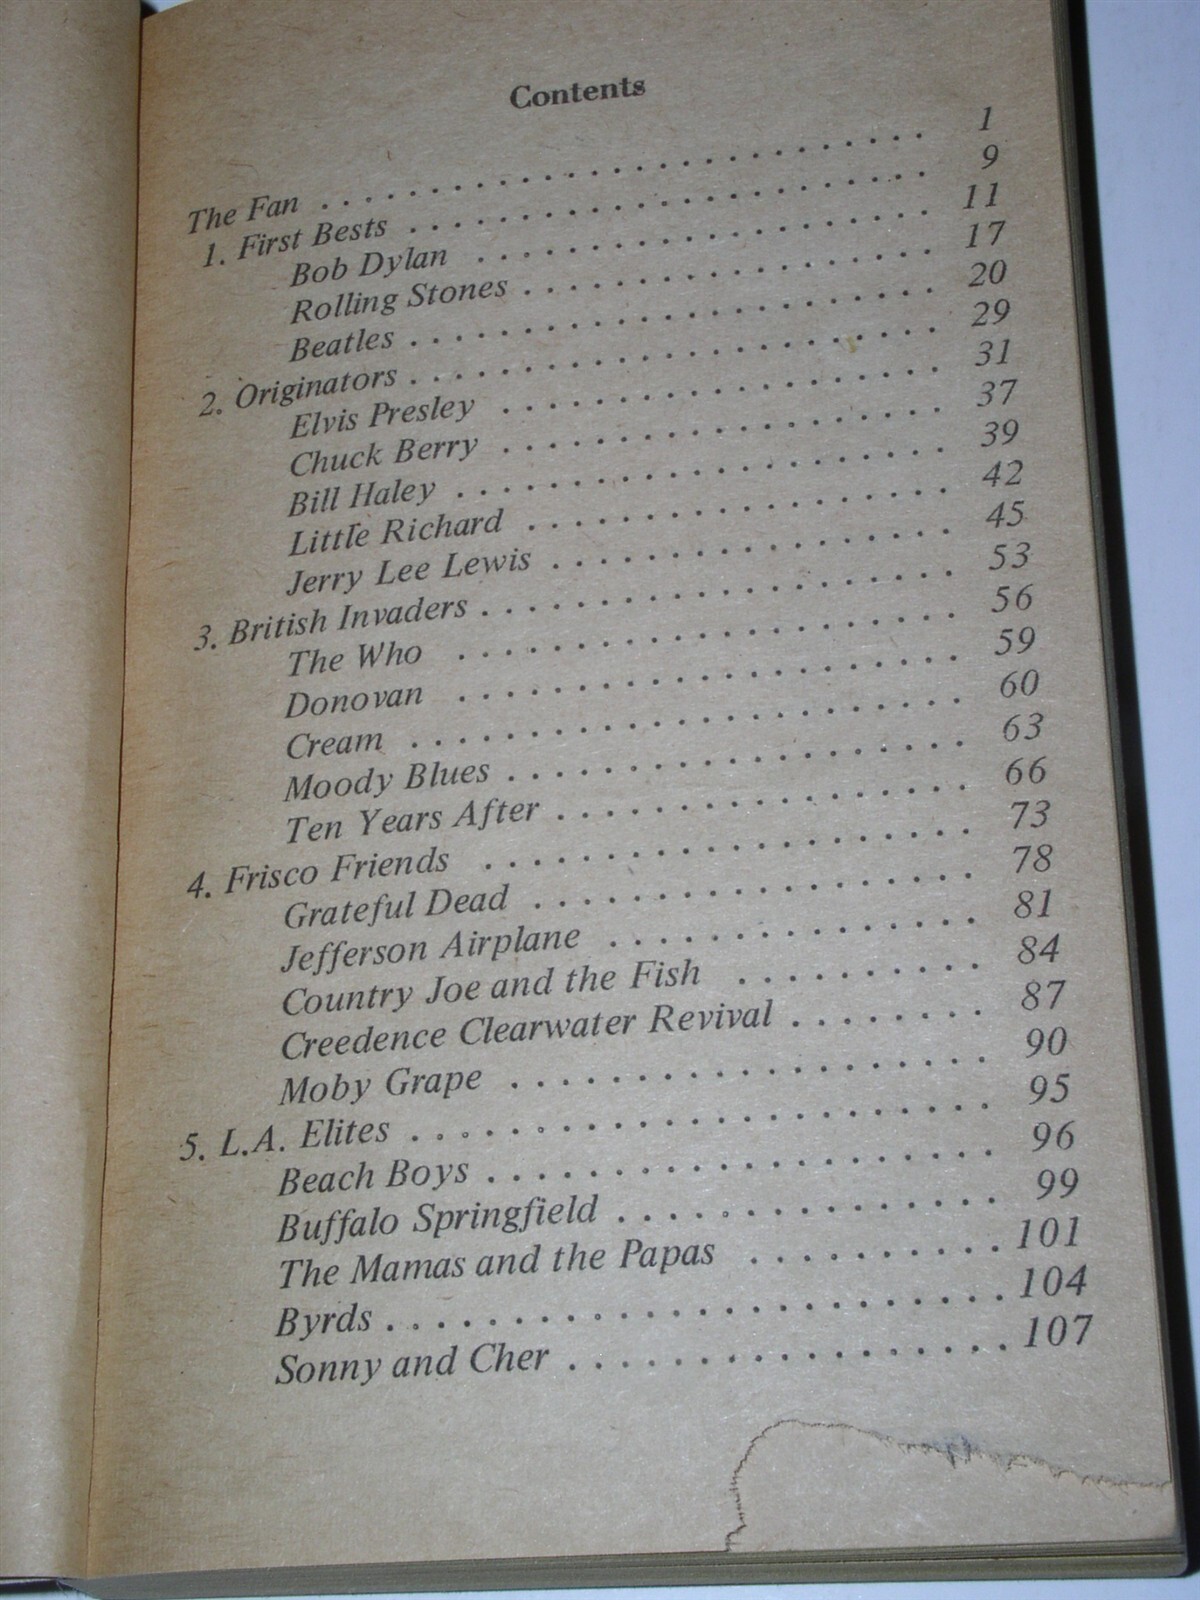 Contents
The Fan . . . . . . . . . . . . . . . . . . . . . . . . . 1
1. First Bests . . . . . . . . . . . . . . . . . . . . . . 9
Bob Dylan . . . . . . . . . . . . . . . . . . . 11
Rolling Stones . . . . . . . . . . . . . . . . . 17
Beatles . . . . . . . . . . . . . . . . . . . . . . 20
2. Originators . . . . . . . . . . . . . . . . . . . . . . 29
Elvis Presley . . . . . . . . . . . . . . . . . . 31
Chuck Berry . . . . . . . . . . . . . . . . . . 37
Bill Haley . . . . . . . . . . . . . . . . . . . . 39
Little Richard . . . . . . . . . . . . . . . . . 42
Jerry Lee Lewis . . . . . . . . . . . . . . . . 45
3. British Invaders . . . . . . . . . . . . . . . . . . . 53
The Who . . . . . . . . . . . . . . . . . . . . 56
Donovan . . . . . . . . . . . . . . . . . . . . 59
Cream . . . . . . . . . . . . . . . . . . . . . . 60
Moody Blues . . . . . . . . . . . . . . . . . . 63
Ten Years After . . . . . . . . . . . . . . . . 66
4. Frisco Friends . . . . . . . . . . . . . . . . . . . 73
Grateful Dead . . . . . . . . . . . . . . . . . 78
Jefferson Airplane . . . . . . . . . . . . . . 81
Country Joe and the Fish . . . . . . . . . 84
Creedence Clearwater Revival . . . . . . . 87
Moby Grape . . . . . . . . . . . . . . . . . . 90
5. L.A. Elites . . . . . . . . . . . . . . . . . . . . . . 95
Beach Boys . . . . . . . . . . . . . . . . . . . 96
Buffalo Springfield . . . . . . . . . . . . . . 99
The Mamas and the Papas . . . . . . . . . . 101
Byrds . . . . . . . . . . . . . . . . . . . . . . . 104
Sonny and Cher . . . . . . . . . . . . . . . . 107